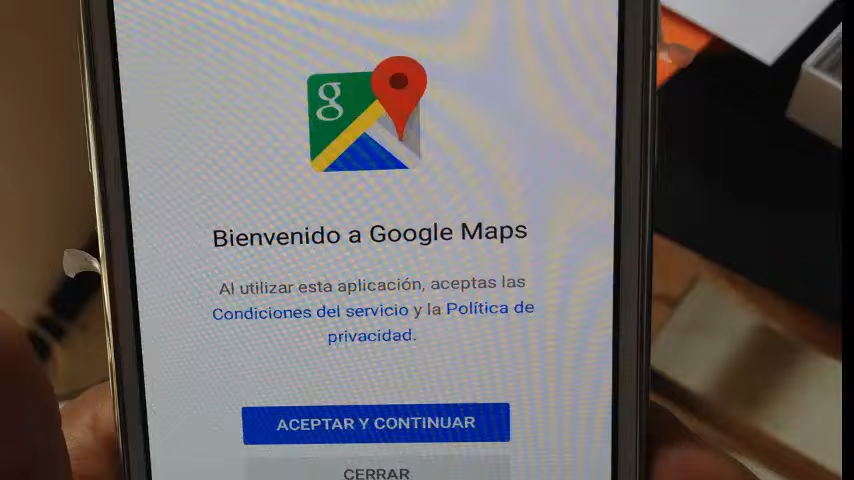 g
Bienvenido a Google Maps
Al utilizar esta aplicación, aceptas las
Condiciones del servicio y la Política de
privacidad.
ACEPTAR Y CONTINUAR
CERRAR